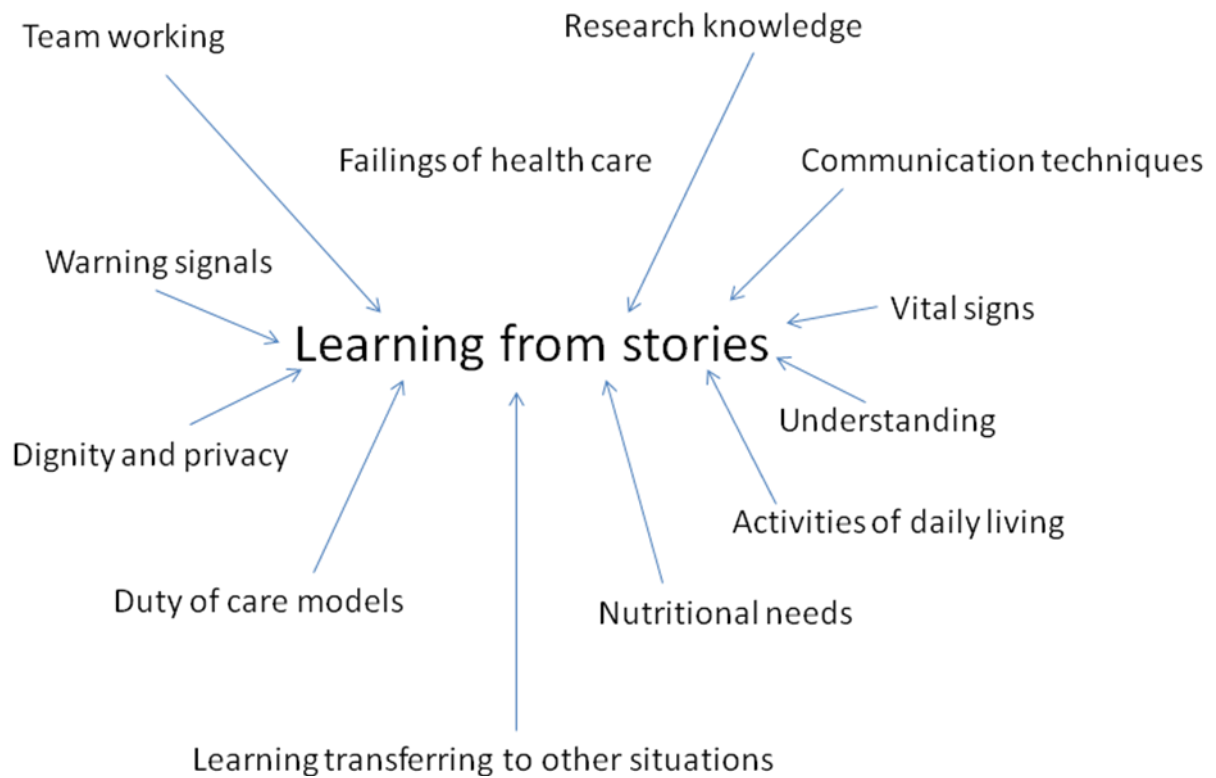 Team working
Research knowledge
Failings of health care
Communication techniques
Warning signals
Vital signs
Learning from stories
Understanding
Dignity and privacy
Activities of daily living
Duty of care models
Nutritional needs
Learning transferring to other situations